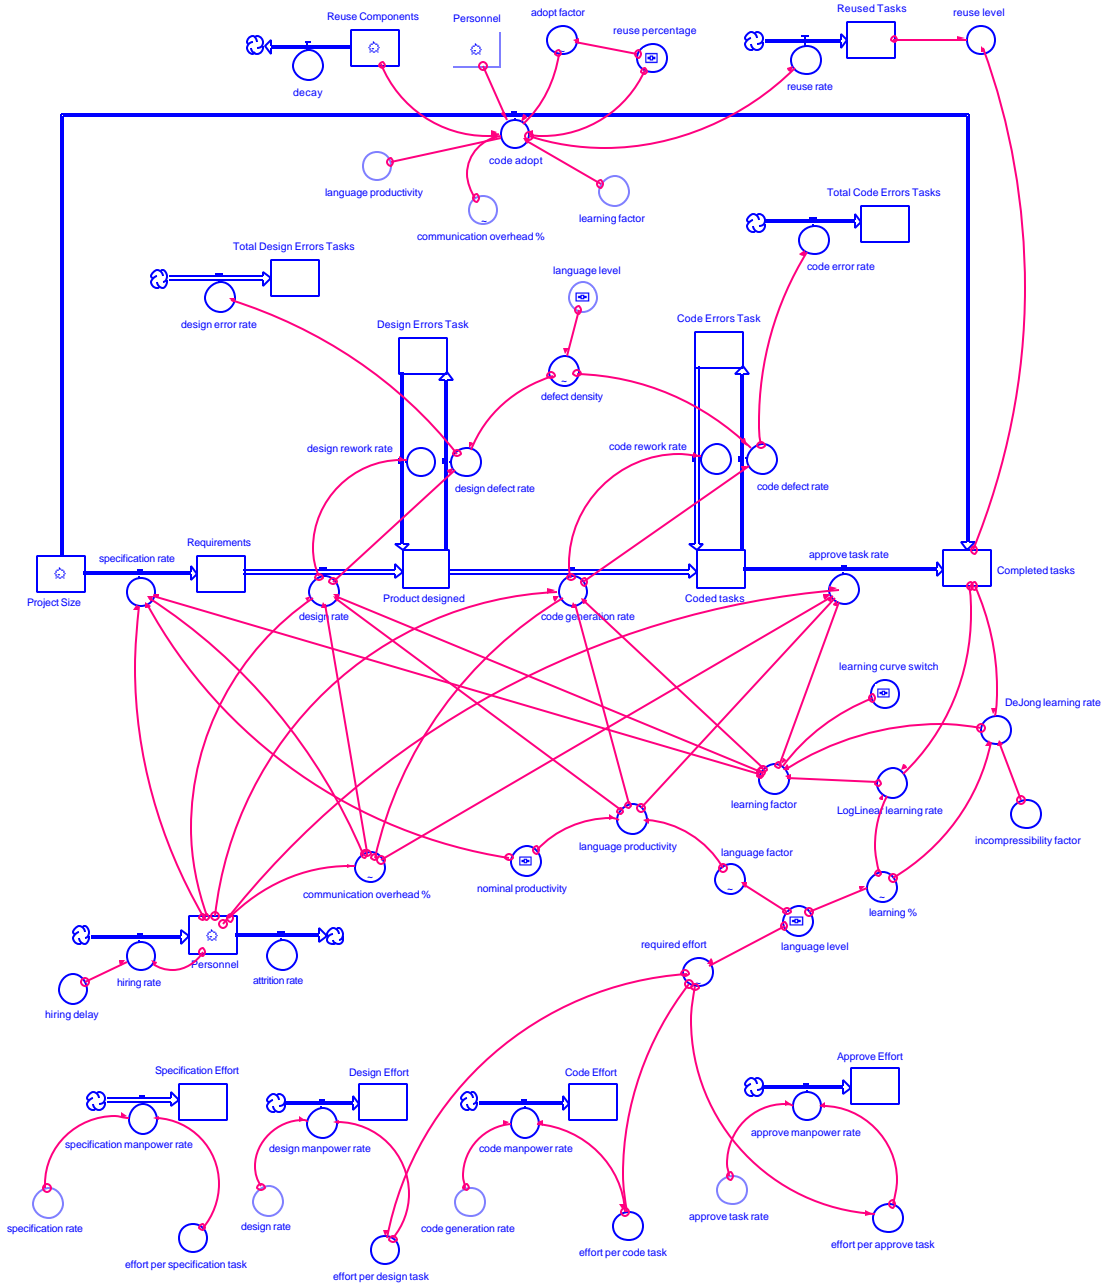 Reuse Components
Personnel
adopt factor
reuse percentage
Reused Tasks
reuse level
decay
reuse rate
code adopt
language productivity
communication overhead %
learning factor
Total Code Errors Tasks
code error rate
Total Design Errors Tasks
design error rate
language level
Design Errors Task
Code Errors Task
defect density
design rework rate
design defect rate
code rework rate
code defect rate
specification rate
Requirements
approve task rate
Project Size
Product designed
Coded tasks
Completed tasks
design rate
code generation rate
learning curve switch
DeJong learning rate
learning factor
LogLinear learning rate
incompressibility factor
language productivity
language factor
nominal productivity
communication overhead %
learning %
language level
required effort
Personnel
hiring rate
attrition rate
hiring delay
Specification Effort
Design Effort
Code Effort
Approve Effort
specification manpower rate
design manpower rate
code manpower rate
approve manpower rate
specification rate
design rate
code generation rate
approve task rate
effort per specification task
effort per design task
effort per code task
effort per approve task